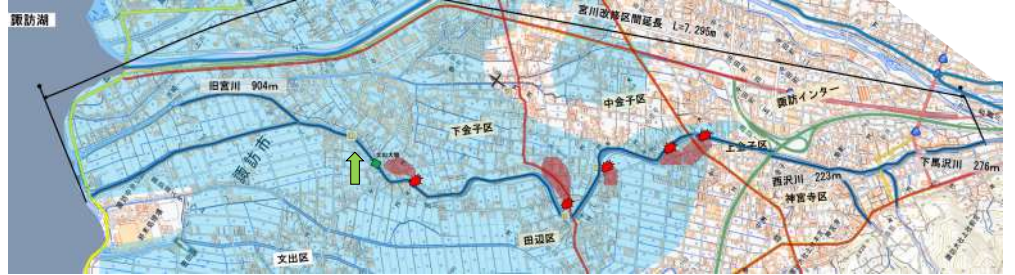 諏訪湖
宮川改修区間延長 L=7,295m
旧宮川 904m
中金子区
諏訪インター
下金子区
諏訪市
上金子区
下馬沢川 276m
西沢川 223m
神宮寺区
田辺区
文出区